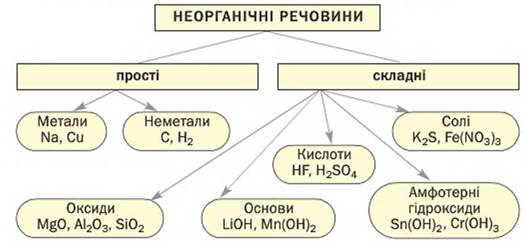 НЕОРГАНІЧНІ РЕЧОВИНИ
прості
складні
Метали
Na, Cu
Неметали
C, H₂
Солі
K₂S, Fe(NO₃)₃
Кислоти
HF, H₂SO₄
Оксиди
MgO, Al₂O₃, SiO₂
Основи
LiOH, Mn(OH)₂
Амфотерні
гідроксиди
Sn(OH)₂, Cr(OH)₃